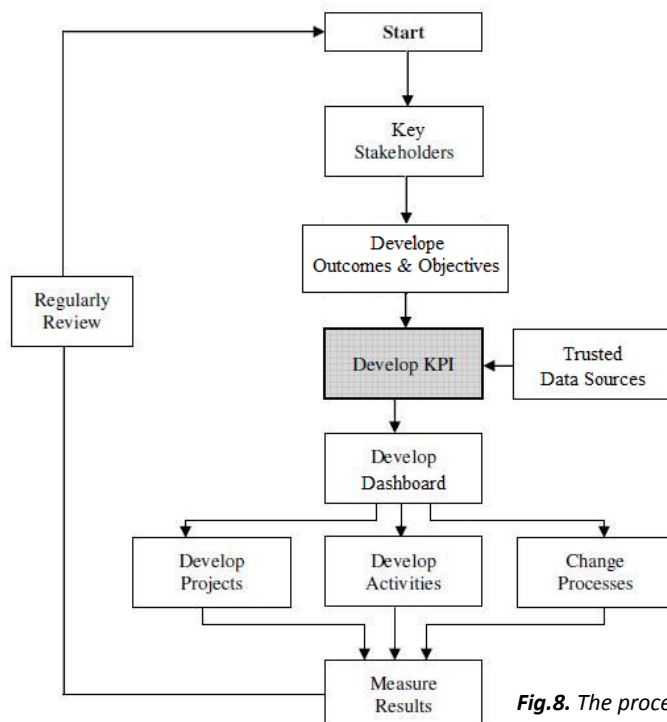 Start
Key
Stakeholders
Develope
Outcomes & Objectives
Regularly
Review
Develop KPI
Trusted
Data Sources
Develop
Dashboard
Develop
Projects
Develop
Activities
Change
Processes
Measure
Results
Fig.8. The proce